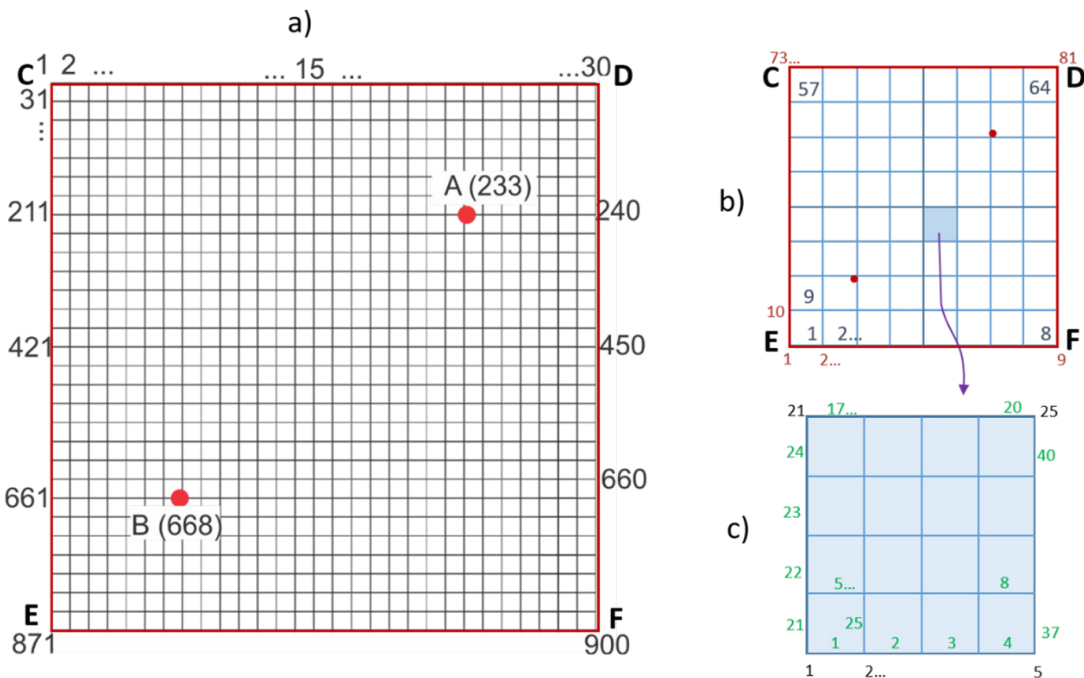 a)
C 1 2 ... ... 15 ... ...30 D
31
⋮
A (233)
211 240
421 450
660
661
B (668)
E F
871 900
b)
73... 81
C 57 64 D
9
10
1 2... 8
E F
1 2... 9
c)
21 17... 20 25
24 40
23
22 5... 8
21 25 37
1 2 3 4
1 2... 5